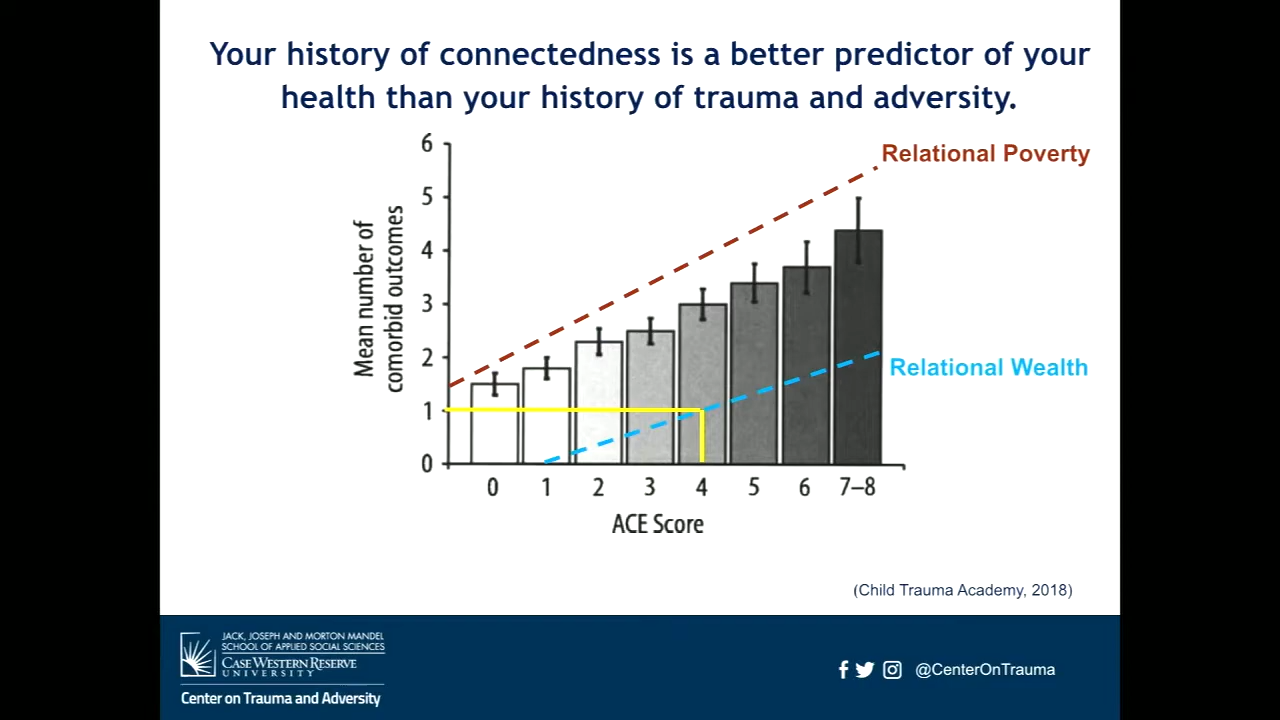 Your history of connectedness is a better predictor of your
health than your history of trauma and adversity.
6
5
4
3
2
1
0
Mean number of
comorbid outcomes
Relational Poverty
Relational Wealth
0 1 2 3 4 5 6 7–8
ACE Score
(Child Trauma Academy, 2018)
JACK, JOSEPH AND MORTON MANDEL
SCHOOL OF APPLIED SOCIAL SCIENCES
CASE WESTERN RESERVE
UNIVERSITY
Center on Trauma and Adversity
@CenterOnTrauma